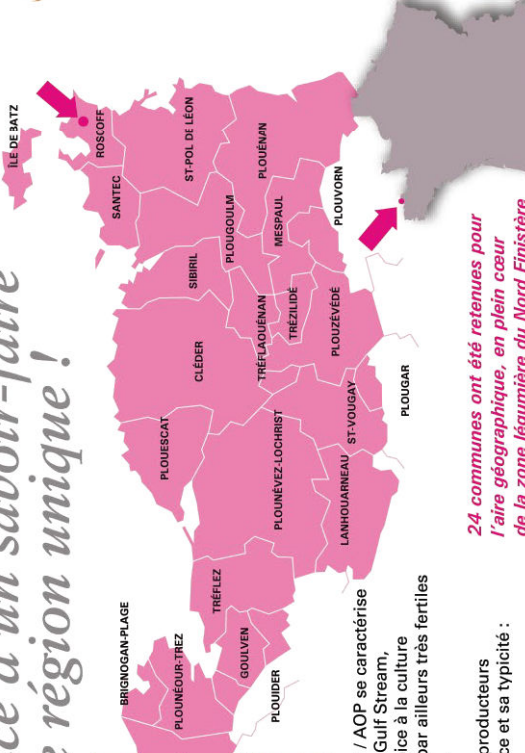 ce à un savoir-faire
e région unique !
ÎLE-DE-BATZ
ROSCOFF
SANTEC
ST-POL DE LÉON
PLOUÉNAN
PLOUGOULM
SIBIRIL
MESPAUL
PLOUVORN
CLÉDER
TRÉFLAOUÉNAN
TRÉZILIDÉ
PLOUZÉVÉDÉ
PLOUESCAT
PLOUNÉVEZ-LOCHRIST
ST-VOUGAY
PLOUGAR
LANHOUARNEAU
TRÉFLEZ
BRIGNOGAN-PLAGE
PLOUNÉOUR-TREZ
GOULVEN
PLOUIDER
/ AOP se caractérise
Gulf Stream,
ice à la culture
par ailleurs très fertiles
producteurs
ce et sa typicité :
24 communes ont été retenues pour
l'aire géographique, en plein cœur
de la zone légumière du Nord Finistère